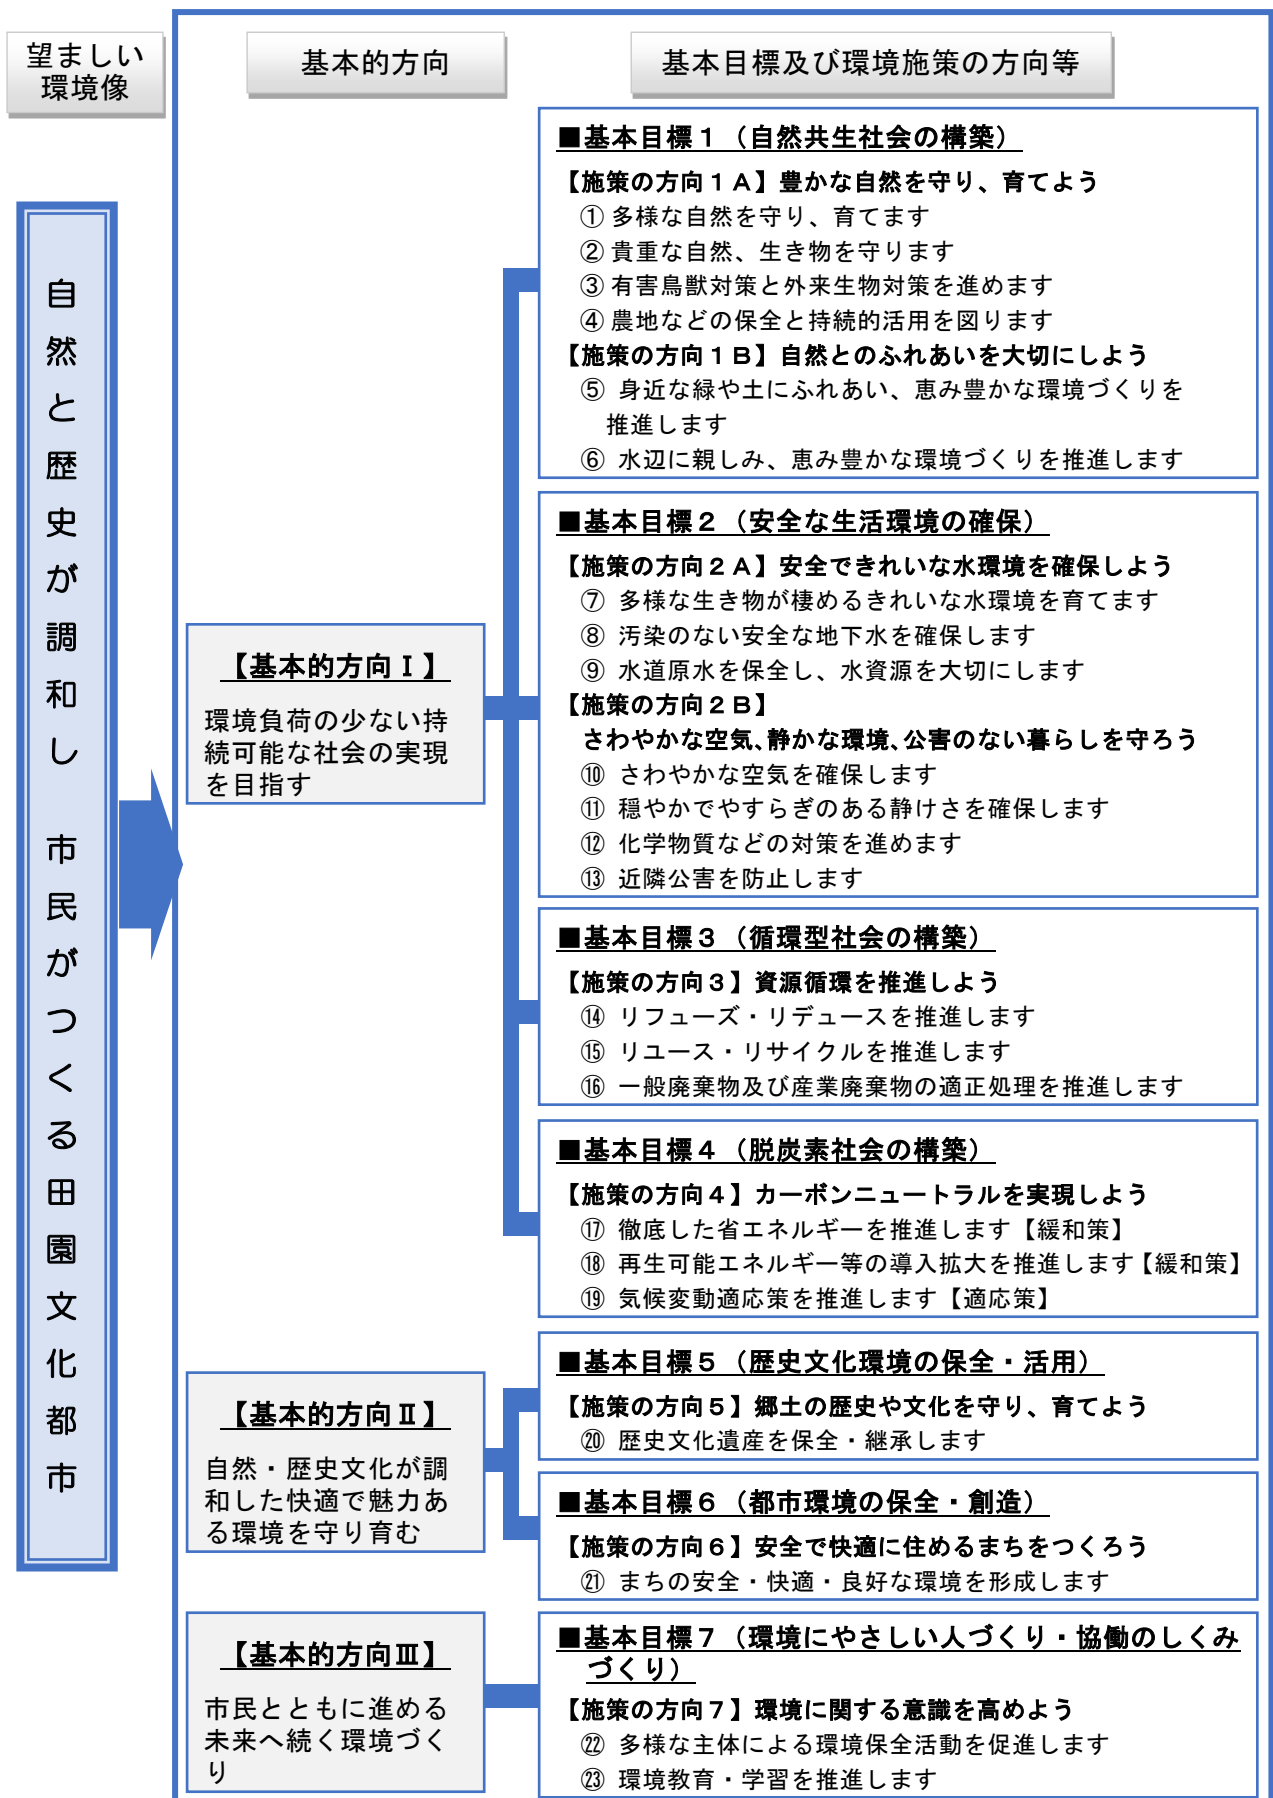 望ましい
環境像
基本的方向
基本目標及び環境施策の方向等
自然と歴史が調和し　市民がつくる田園文化都市
【基本的方向Ⅰ】
環境負荷の少ない持
続可能な社会の実現
を目指す
■基本目標１（自然共生社会の構築）
【施策の方向１Ａ】豊かな自然を守り、育てよう
① 多様な自然を守り、育てます
② 貴重な自然、生き物を守ります
③ 有害鳥獣対策と外来生物対策を進めます
④ 農地などの保全と持続的活用を図ります
【施策の方向１Ｂ】自然とのふれあいを大切にしよう
⑤ 身近な緑や土にふれあい、恵み豊かな環境づくりを
推進します
⑥ 水辺に親しみ、恵み豊かな環境づくりを推進します
■基本目標２（安全な生活環境の確保）
【施策の方向２Ａ】安全できれいな水環境を確保しよう
⑦ 多様な生き物が棲めるきれいな水環境を育てます
⑧ 汚染のない安全な地下水を確保します
⑨ 水道原水を保全し、水資源を大切にします
【施策の方向２Ｂ】
さわやかな空気、静かな環境、公害のない暮らしを守ろう
⑩ さわやかな空気を確保します
⑪ 穏やかでやすらぎのある静けさを確保します
⑫ 化学物質などの対策を進めます
⑬ 近隣公害を防止します
■基本目標３（循環型社会の構築）
【施策の方向３】資源循環を推進しよう
⑭ リフューズ・リデュースを推進します
⑮ リユース・リサイクルを推進します
⑯ 一般廃棄物及び産業廃棄物の適正処理を推進します
■基本目標４（脱炭素社会の構築）
【施策の方向４】カーボンニュートラルを実現しよう
⑰ 徹底した省エネルギーを推進します【緩和策】
⑱ 再生可能エネルギー等の導入拡大を推進します【緩和策】
⑲ 気候変動適応策を推進します【適応策】
【基本的方向Ⅱ】
自然・歴史文化が調
和した快適で魅力あ
る環境を守り育む
■基本目標５（歴史文化環境の保全・活用）
【施策の方向５】郷土の歴史や文化を守り、育てよう
⑳ 歴史文化遺産を保全・継承します
■基本目標６（都市環境の保全・創造）
【施策の方向６】安全で快適に住めるまちをつくろう
㉑ まちの安全・快適・良好な環境を形成します
【基本的方向Ⅲ】
市民とともに進める
未来へ続く環境づく
り
■基本目標７（環境にやさしい人づくり・協働のしくみ
づくり）
【施策の方向７】環境に関する意識を高めよう
㉒ 多様な主体による環境保全活動を促進します
㉓ 環境教育・学習を推進します